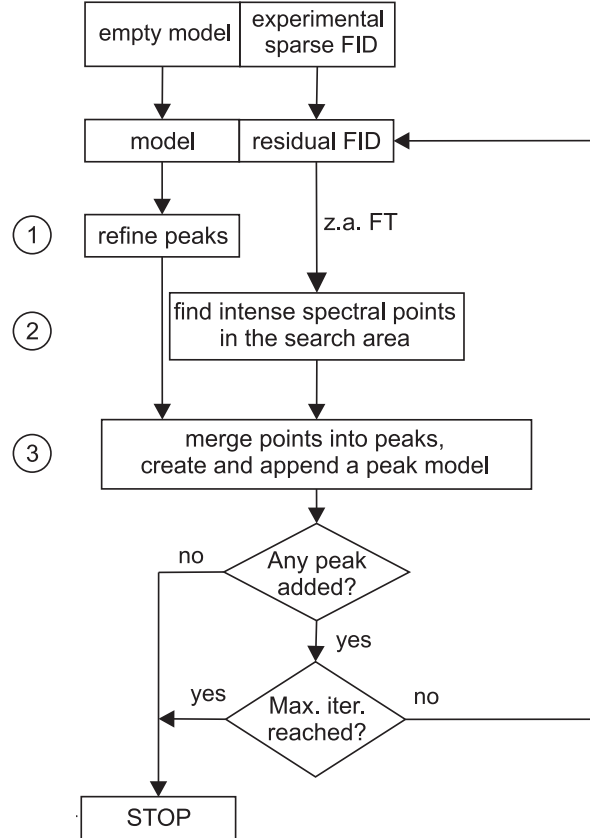 empty model
experimental
sparse FID
model
residual FID
1
refine peaks
z.a. FT
2
find intense spectral points
in the search area
3
merge points into peaks,
create and append a peak model
no
Any peak
added?
yes
yes
Max. iter.
reached?
no
STOP